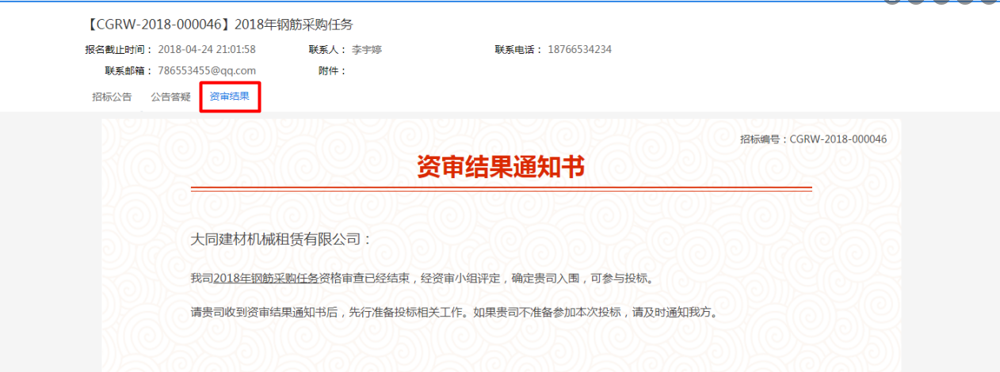 【CGRW-2018-000046】2018年钢筋采购任务
报名截止时间： 2018-04-24 21:01:58 联系人： 李宇婷 联系电话： 18766534234
联系邮箱： 786553455@qq.com 附件：
招标公告 公告答疑 资审结果
招标编号：CGRW-2018-000046
资审结果通知书
大同建材机械租赁有限公司：
我司2018年钢筋采购任务资格审查已经结束，经资审小组评定，确定贵司入围，可参与投标。
请贵司收到资审结果通知书后，先行准备投标相关工作。如果贵司不准备参加本次投标，请及时通知我方。